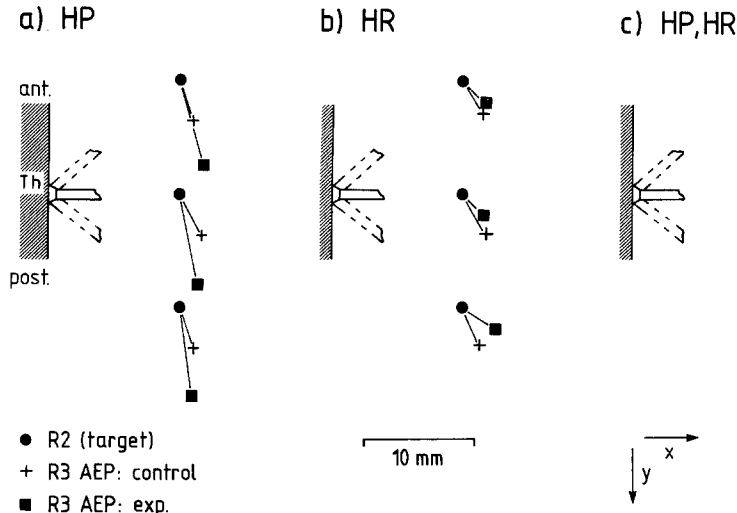 a) HP
b) HR
c) HP,HR
ant.
Th
post.
● R2 (target)
+ R3 AEP: control
■ R3 AEP: exp.
10 mm
x
y